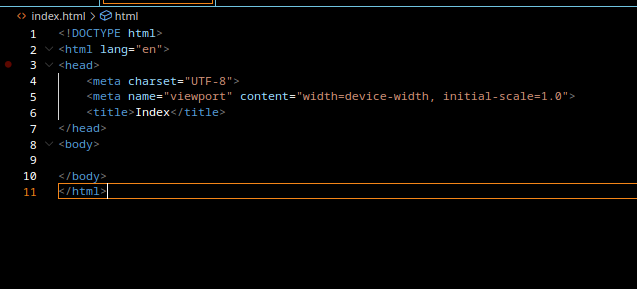 index.html > html
1 <!DOCTYPE html>
2 <html lang="en">
3 <head>
4     <meta charset="UTF-8">
5     <meta name="viewport" content="width=device-width, initial-scale=1.0">
6     <title>Index</title>
7 </head>
8 <body>
9
10 </body>
11 </html>